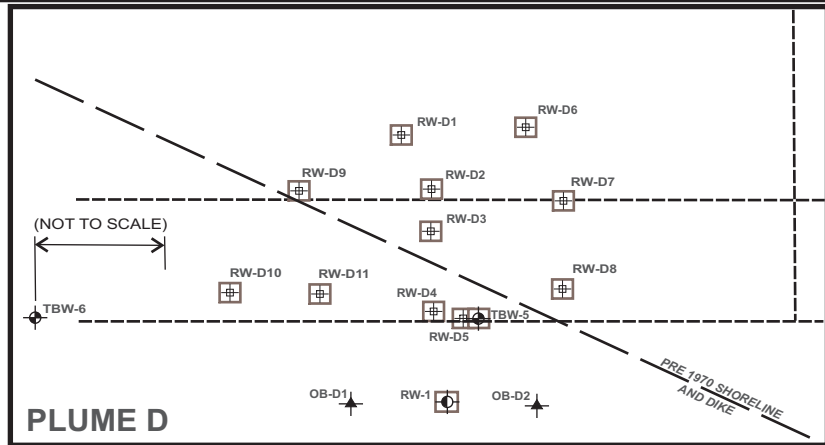 RW-D1
RW-D6
RW-D9
RW-D2
RW-D7
RW-D3
(NOT TO SCALE)
RW-D10
RW-D11
RW-D8
RW-D4
TBW-6
TBW-5
RW-D5
PRE 1970 SHORELINE
AND DIKE
OB-D1
RW-1
OB-D2
PLUME D